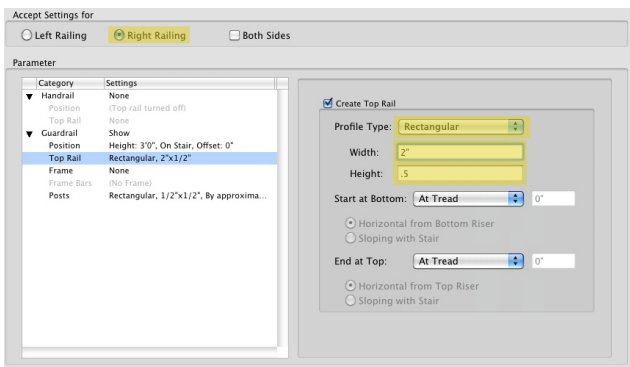 Accept Settings for
Left Railing Right Railing Both Sides
Parameter
Category Settings
Handrail None
Position (Top rail turned off)
Top Rail None
Guardrail Show
Position Height: 3'0", On Stair, Offset: 0"
Top Rail Rectangular, 2"x1/2"
Frame None
Frame Bars (No Frame)
Posts Rectangular, 1/2"x1/2", By approxima...
Create Top Rail
Profile Type: Rectangular
Width: 2"
Height: .5
Start at Bottom: At Tread 0"
Horizontal from Bottom Riser
Sloping with Stair
End at Top: At Tread 0"
Horizontal from Top Riser
Sloping with Stair